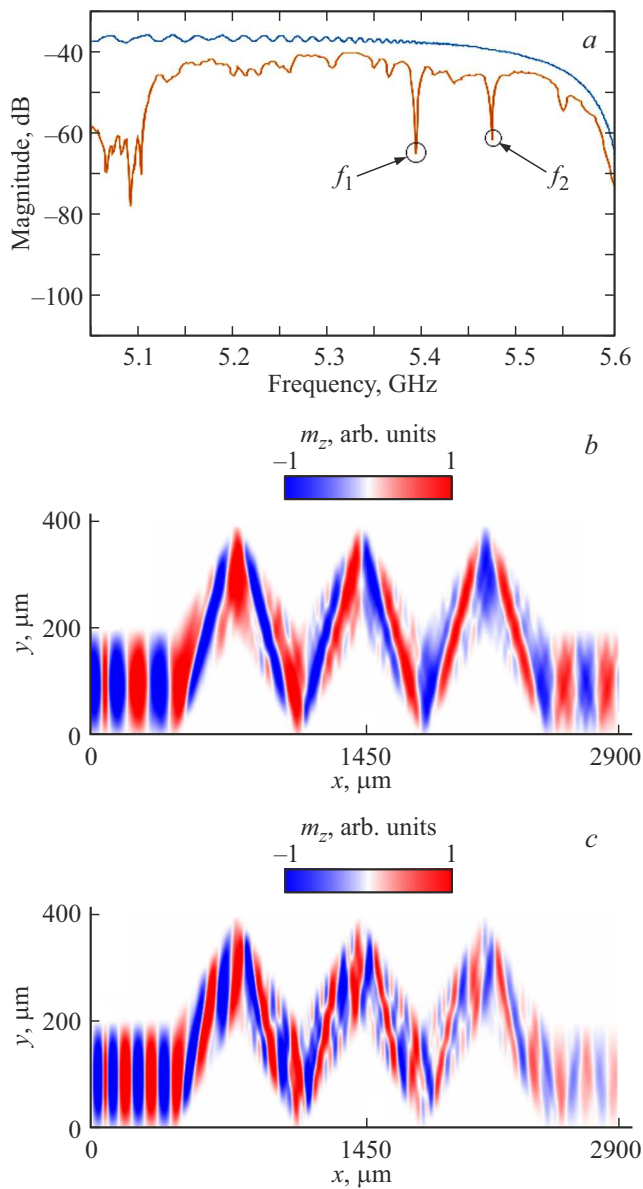 a
−40
−60
−80
−100
Magnitude, dB
f1
f2
5.1 5.2 5.3 5.4 5.5 5.6
Frequency, GHz
b
mz, arb. units
−1 1
400
200
0
y, μm
0 1450 2900
x, μm
c
mz, arb. units
−1 1
400
200
0
y, μm
0 1450 2900
x, μm